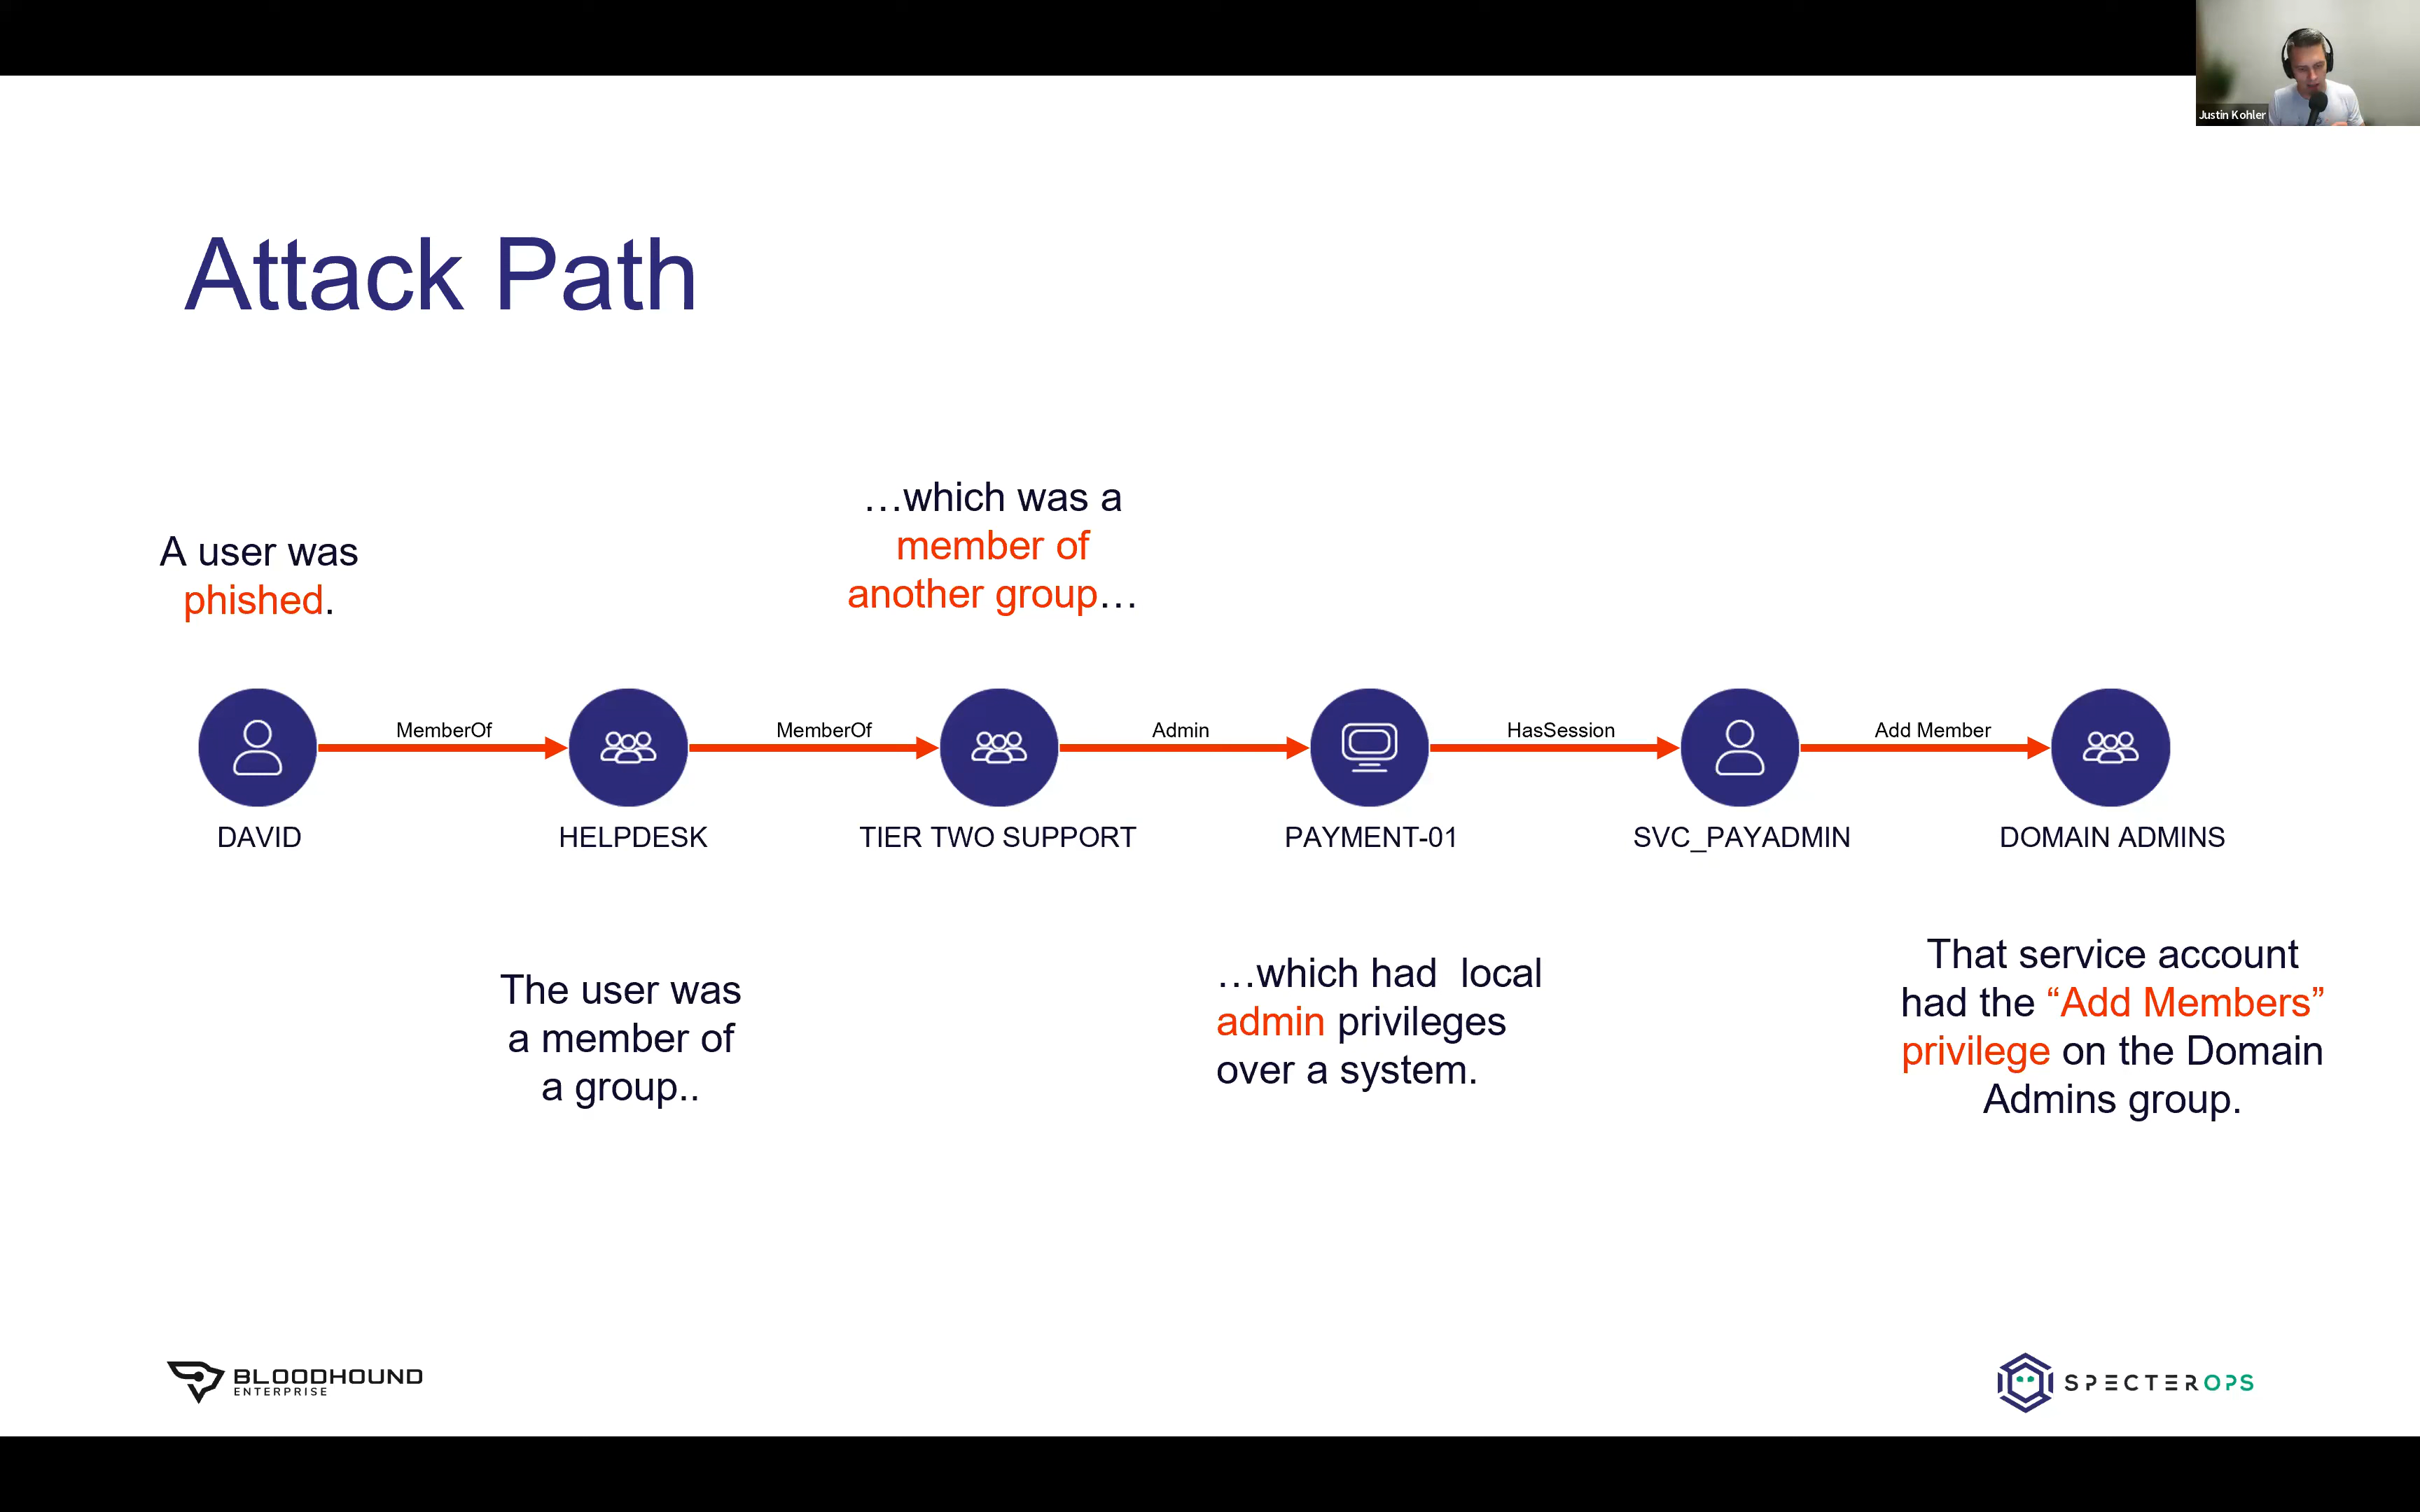 Justin Kohler
Attack Path
A user was
phished.
…which was a
member of
another group…
MemberOf
MemberOf
Admin
HasSession
Add Member
DAVID
HELPDESK
TIER TWO SUPPORT
PAYMENT-01
SVC_PAYADMIN
DOMAIN ADMINS
The user was
a member of
a group..
…which had  local
admin privileges
over a system.
That service account
had the “Add Members”
privilege on the Domain
Admins group.
BLOODHOUND
ENTERPRISE
SPECTEROPS